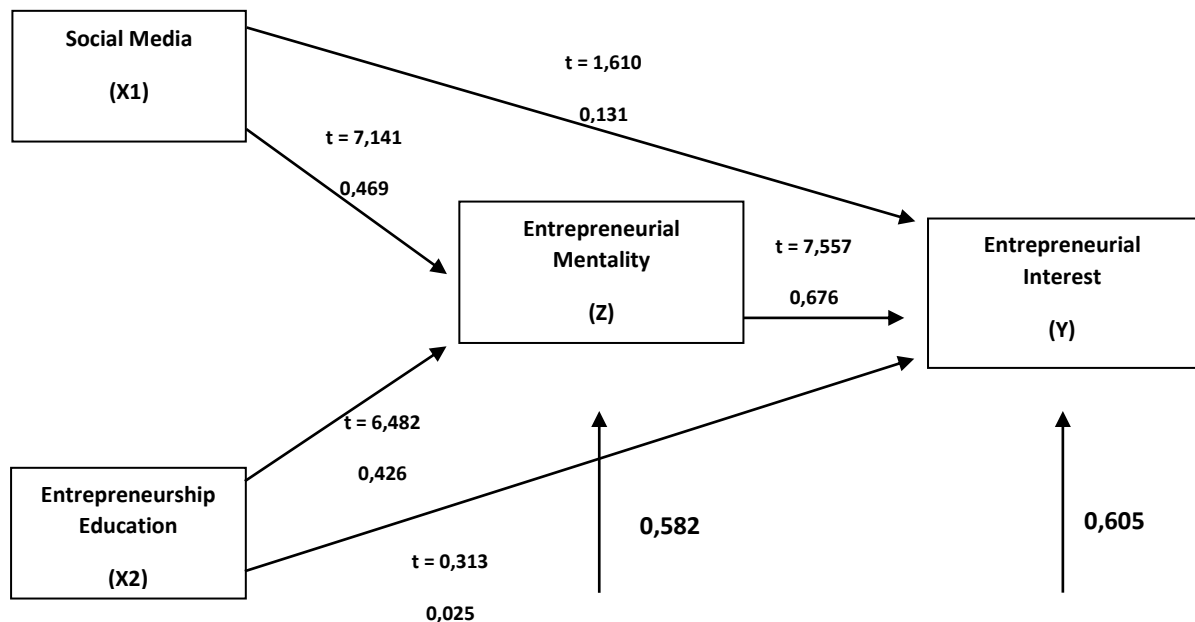 Social Media
(X1)
t = 1,610
0,131
t = 7,141
0,469
Entrepreneurial
Mentality
(Z)
t = 7,557
0,676
Entrepreneurial
Interest
(Y)
t = 6,482
0,426
Entrepreneurship
Education
(X2)
t = 0,313
0,025
0,582
0,605